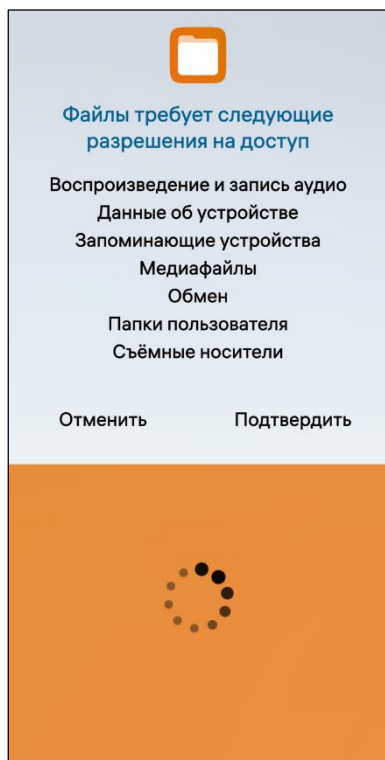 Файлы требует следующие
разрешения на доступ
Воспроизведение и запись аудио
Данные об устройстве
Запоминающие устройства
Медиафайлы
Обмен
Папки пользователя
Съёмные носители
Отменить Подтвердить